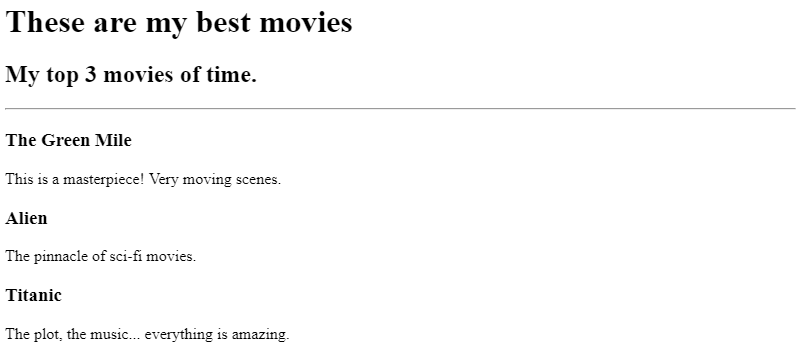 These are my best movies
My top 3 movies of time.
The Green Mile
This is a masterpiece! Very moving scenes.
Alien
The pinnacle of sci-fi movies.
Titanic
The plot, the music... everything is amazing.